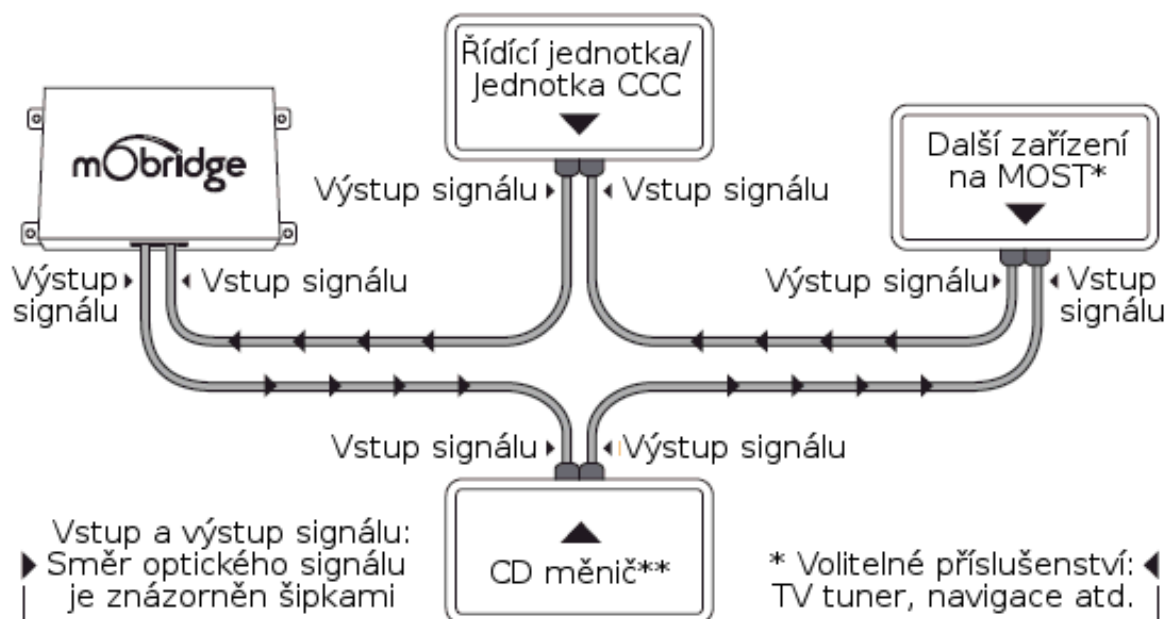 Řídící jednotka/
Jednotka CCC
mObridge
Další zařízení
na MOST*
Výstup signálu
Vstup signálu
Výstup
signálu
Vstup signálu
Výstup signálu
Vstup
signálu
Vstup signálu
Výstup signálu
CD měnič**
Vstup a výstup signálu:
Směr optického signálu
je znázorněn šipkami
* Volitelné příslušenství:
TV tuner, navigace atd.